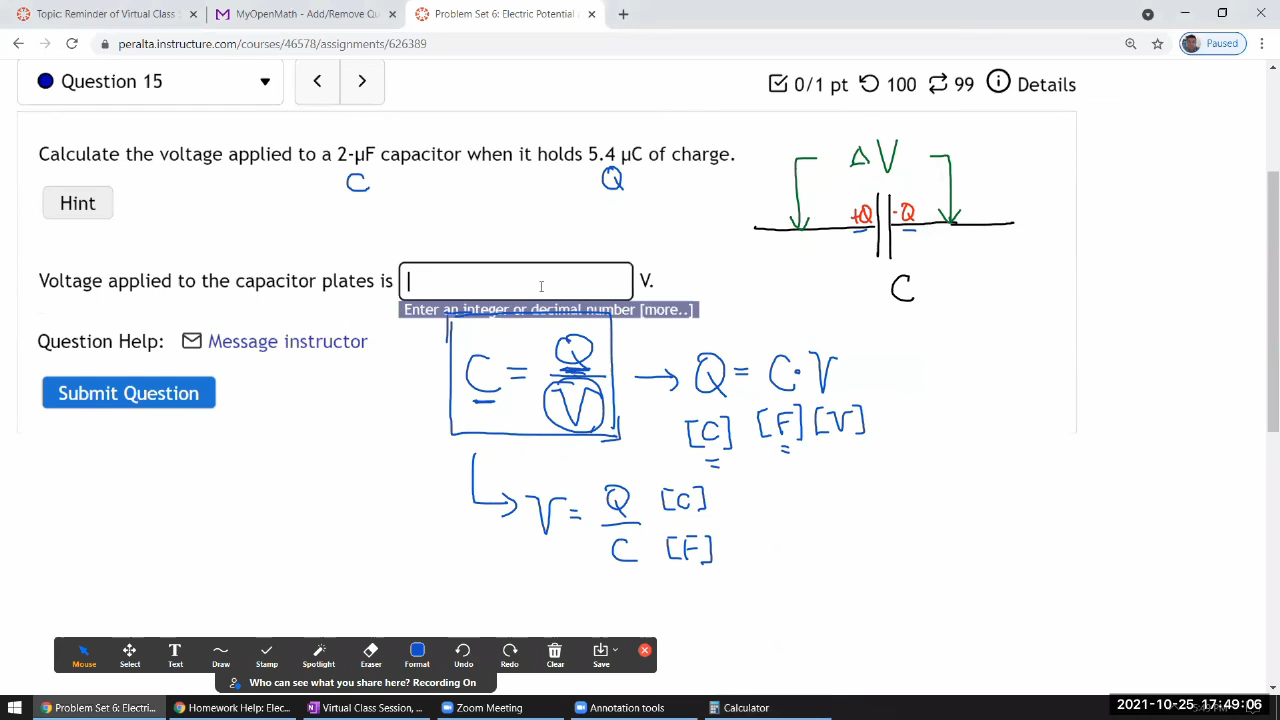 Topic: Reminder of Virtual Class S
MyOpenMath - Add/Remove Qu
Problem Set 6: Electric Potential a
peralta.instructure.com/courses/46578/assignments/626389
Paused
Question 15
0/1 pt 100 99 Details
Calculate the voltage applied to a 2-µF capacitor when it holds 5.4 µC of charge.
C Q
Hint
ΔV
+Q -Q
C
Voltage applied to the capacitor plates is V.
Enter an integer or decimal number [more..]
Question Help: Message instructor
Submit Question
C = Q/V → Q = C·V
[C] [F] [V]
V = Q/C [C] [F]
Mouse Select Text Draw Stamp Spotlight Eraser Format Undo Redo Clear Save
Who can see what you share here? Recording On
Problem Set 6: Electri...
Homework Help: Elec...
Virtual Class Session, ...
Zoom Meeting
Annotation tools
Calculator
2021-10-25 17:49:06